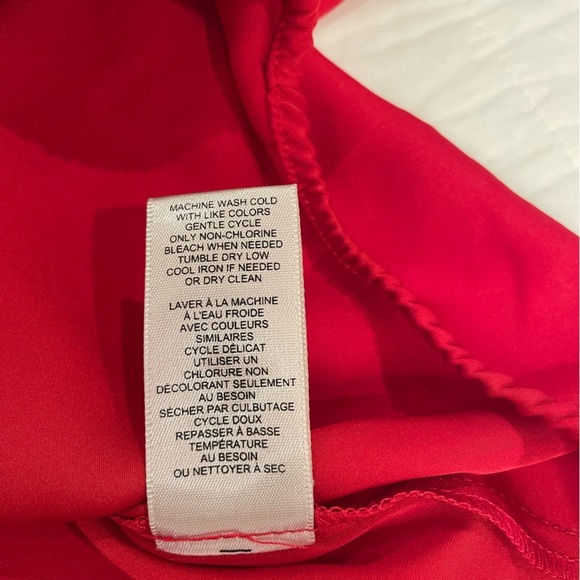 MACHINE WASH COLD
WITH LIKE COLORS
GENTLE CYCLE
ONLY NON-CHLORINE
BLEACH WHEN NEEDED
TUMBLE DRY LOW
COOL IRON IF NEEDED
OR DRY CLEAN
LAVER À LA MACHINE
À L'EAU FROIDE
AVEC COULEURS
SIMILAIRES
CYCLE DÉLICAT
UTILISER UN
CHLORURE NON
DÉCOLORANT SEULEMENT
AU BESOIN
SÉCHER PAR CULBUTAGE
CYCLE DOUX
REPASSER À BASSE
TEMPÉRATURE
AU BESOIN
OU NETTOYER À SEC